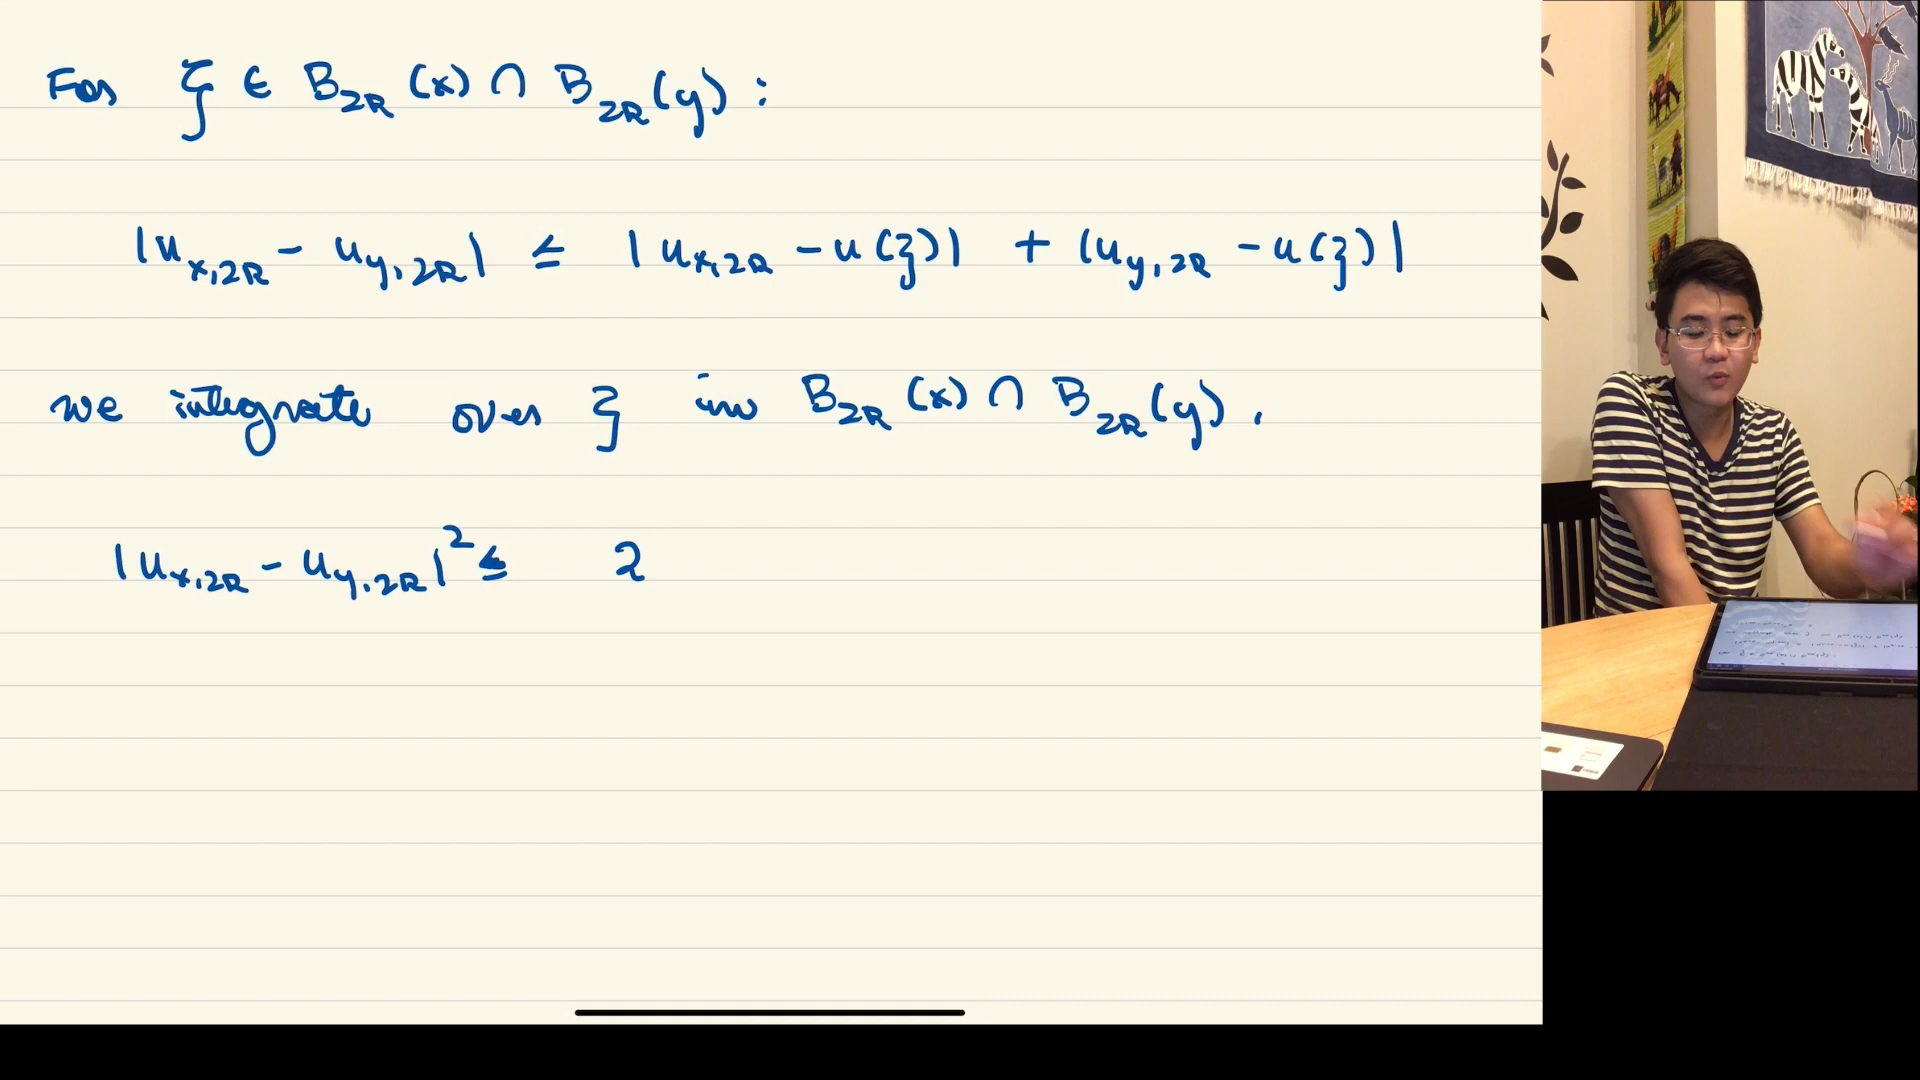 For ξ ∈ B_{2R}(x) ∩ B_{2R}(y) :
|u_{x,2R} - u_{y,2R}| ≤ |u_{x,2R} - u(ξ)| + |u_{y,2R} - u(ξ)|
we integrate over ξ in B_{2R}(x) ∩ B_{2R}(y).
|u_{x,2R} - u_{y,2R}|^2 ≤ 2